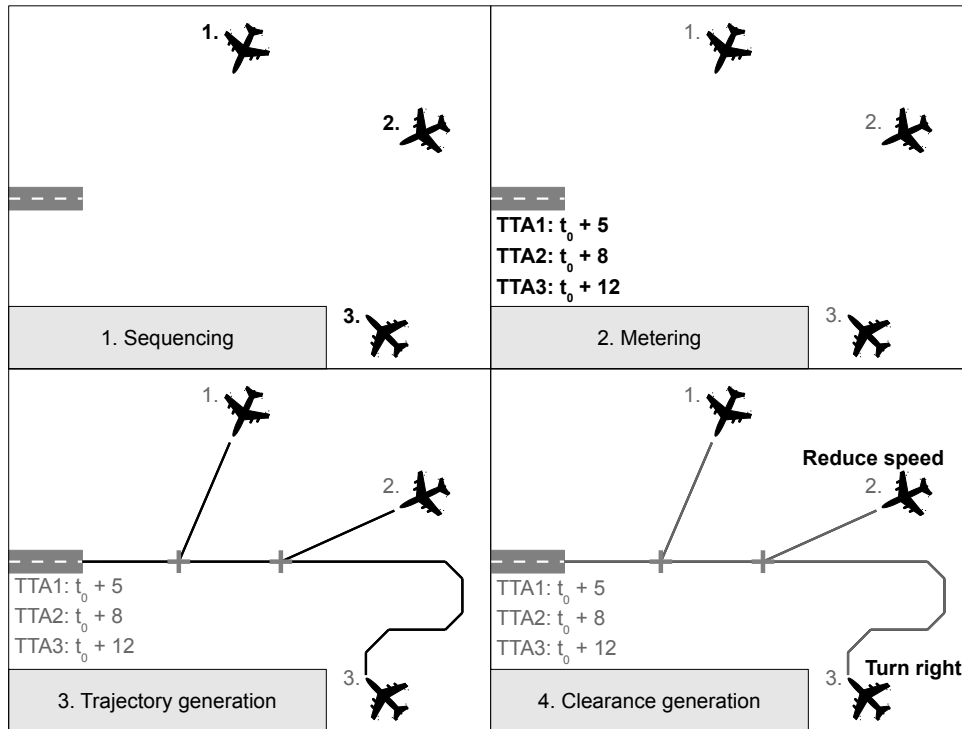 1.
2.
3.
1. Sequencing
1.
2.
TTA1: t0 + 5
TTA2: t0 + 8
TTA3: t0 + 12
3.
2. Metering
1.
2.
TTA1: t0 + 5
TTA2: t0 + 8
TTA3: t0 + 12
3.
3. Trajectory generation
1.
Reduce speed
2.
TTA1: t0 + 5
TTA2: t0 + 8
TTA3: t0 + 12
Turn right
3.
4. Clearance generation